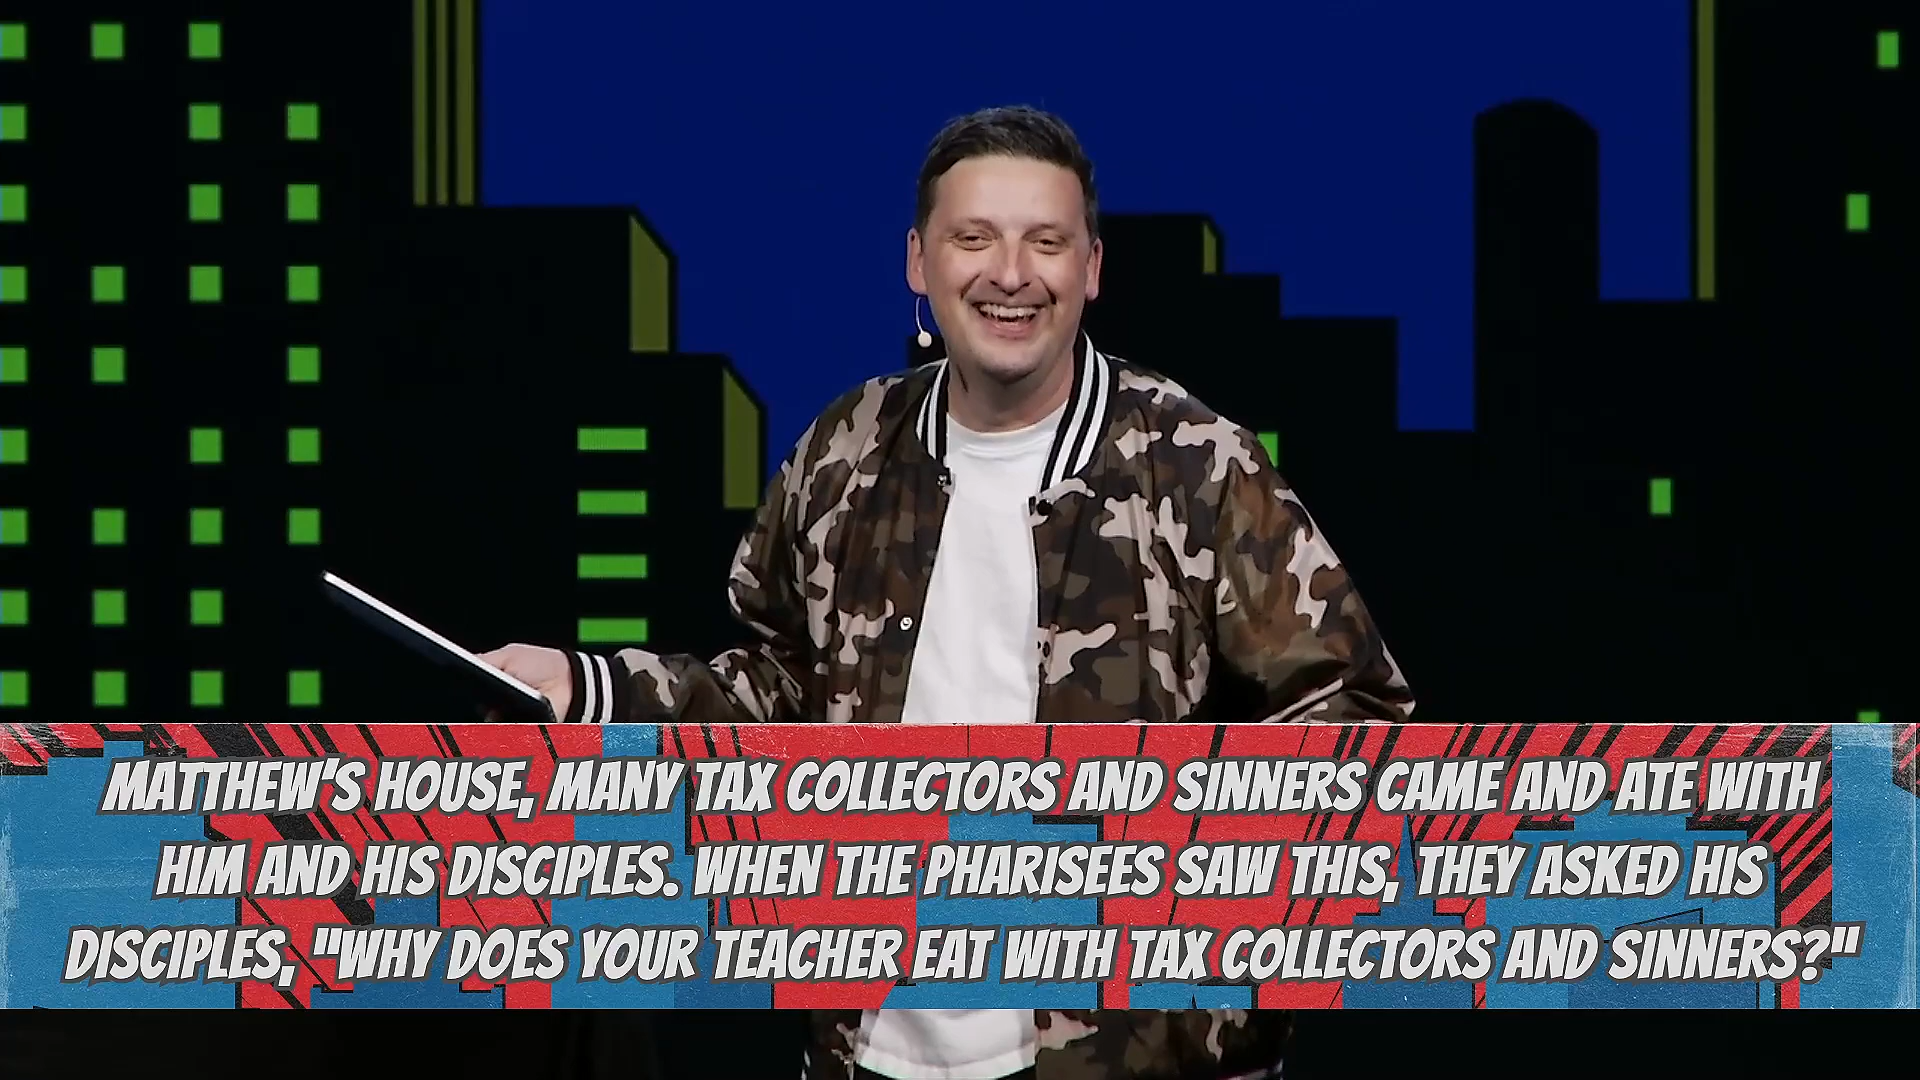 MATTHEW'S HOUSE, MANY TAX COLLECTORS AND SINNERS CAME AND ATE WITH
HIM AND HIS DISCIPLES. WHEN THE PHARISEES SAW THIS, THEY ASKED HIS
DISCIPLES, "WHY DOES YOUR TEACHER EAT WITH TAX COLLECTORS AND SINNERS?"